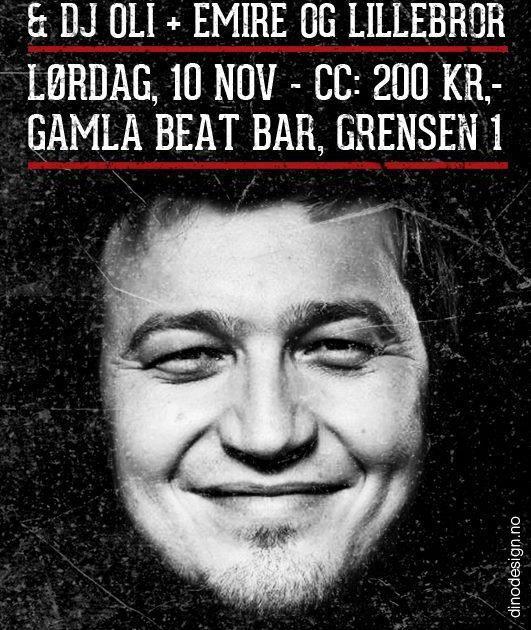 & DJ OLI + EMIRE OG LILLEBROR
LØRDAG, 10 NOV - CC: 200 KR,-
GAMLA BEAT BAR, GRENSEN 1
dinodesign.no